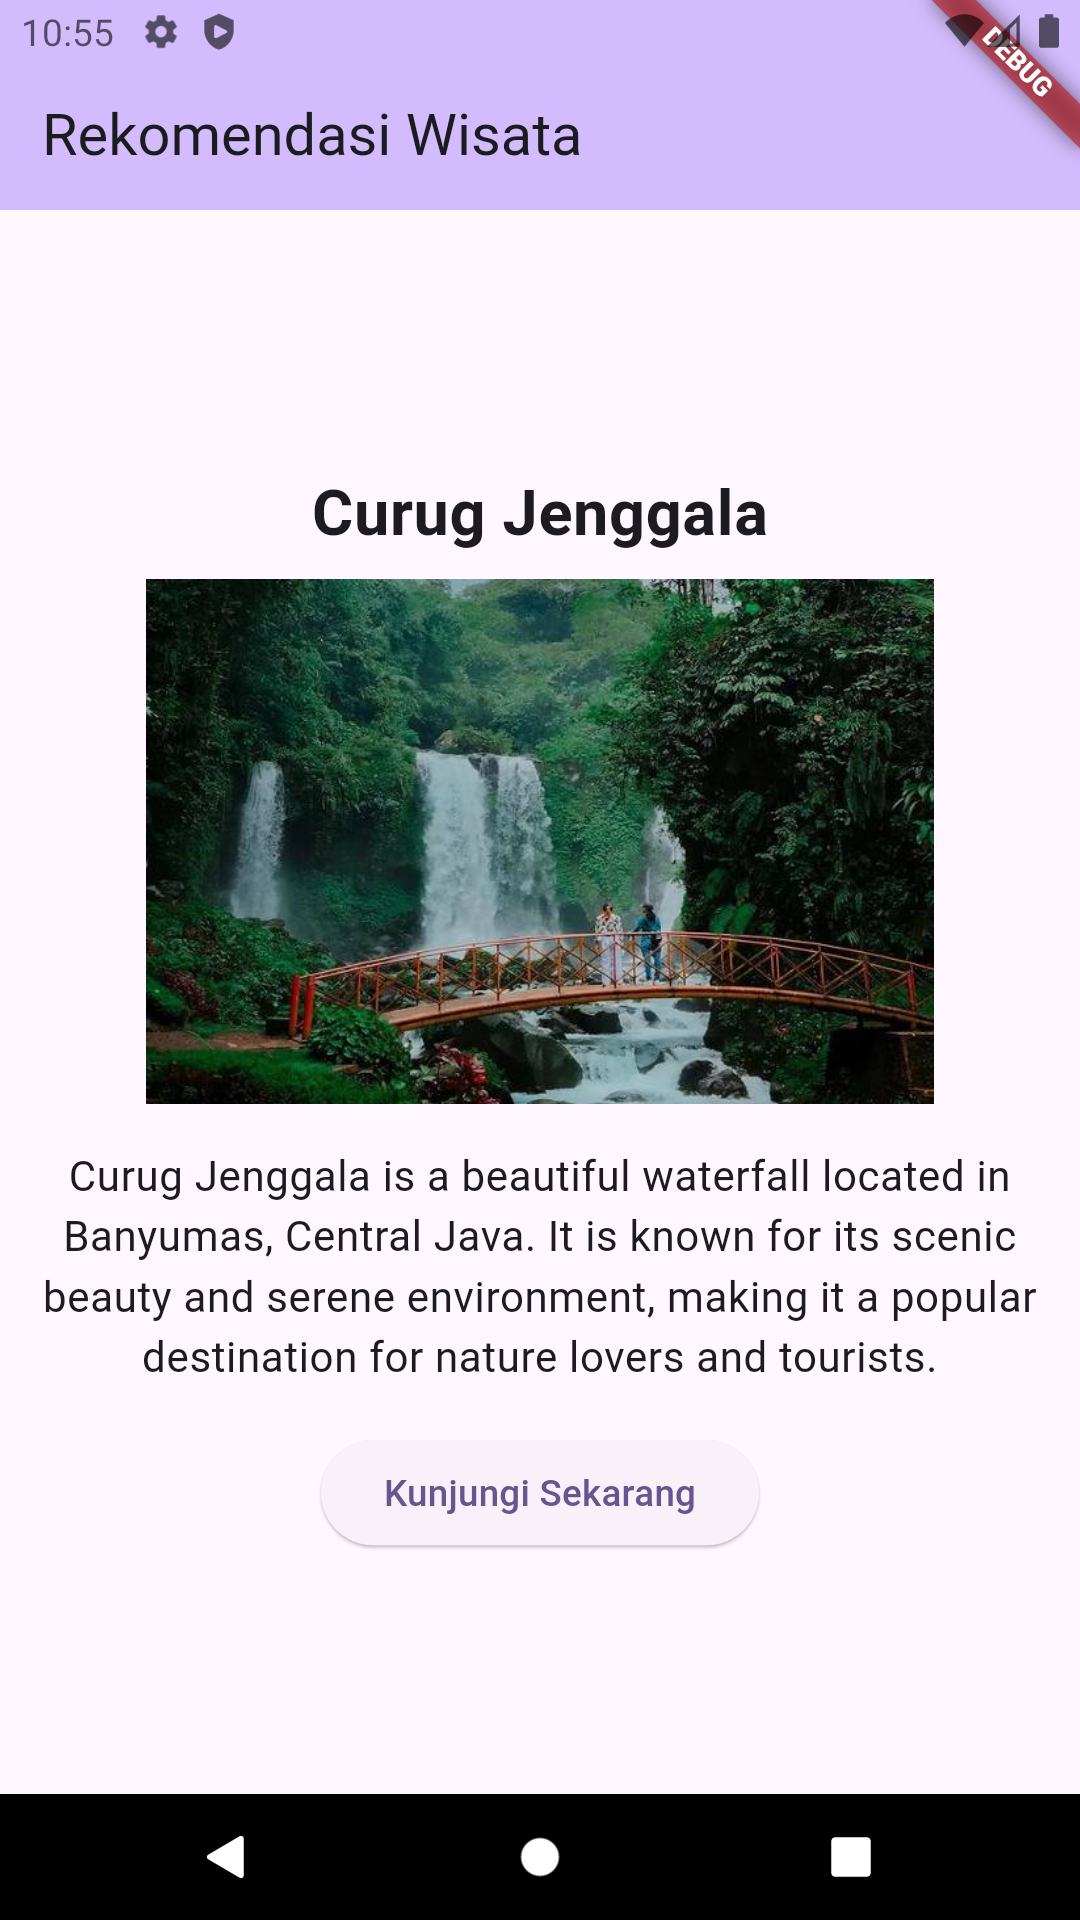 10:55
DEBUG
Rekomendasi Wisata
Curug Jenggala
Curug Jenggala is a beautiful waterfall located in
Banyumas, Central Java. It is known for its scenic
beauty and serene environment, making it a popular
destination for nature lovers and tourists.
Kunjungi Sekarang